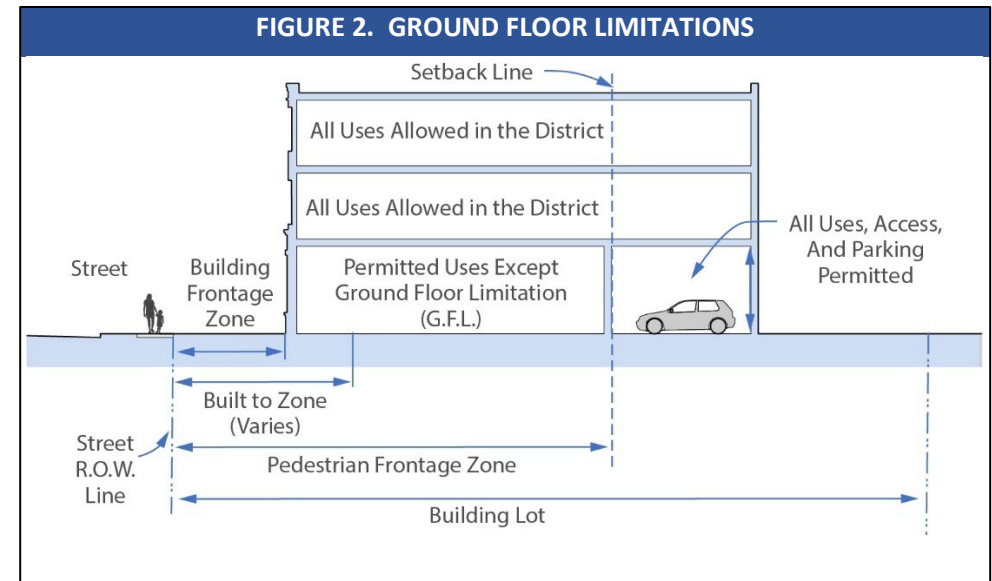 FIGURE 2. GROUND FLOOR LIMITATIONS
Setback Line
All Uses Allowed in the District
All Uses Allowed in the District
All Uses, Access,
And Parking
Permitted
Street
Building
Frontage
Zone
Permitted Uses Except
Ground Floor Limitation
(G.F.L.)
Built to Zone
(Varies)
Street
R.O.W.
Line
Pedestrian Frontage Zone
Building Lot